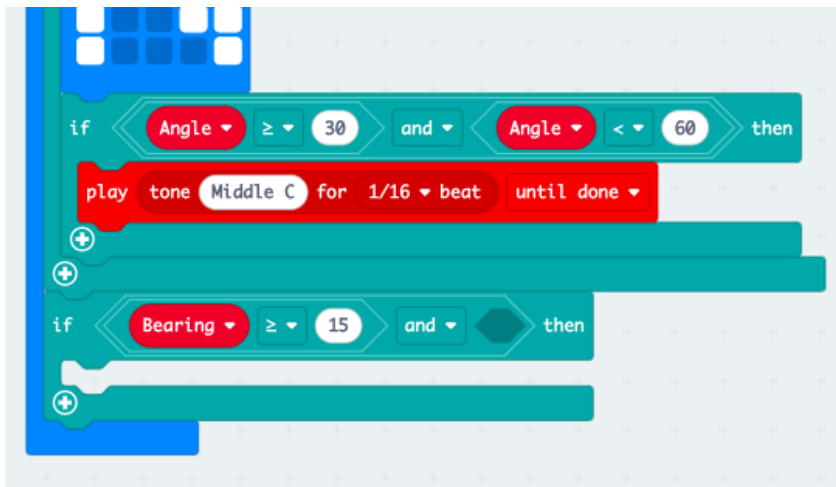 if Angle ≥ 30 and Angle < 60 then
play tone Middle C for 1/16 beat until done
if Bearing ≥ 15 and then